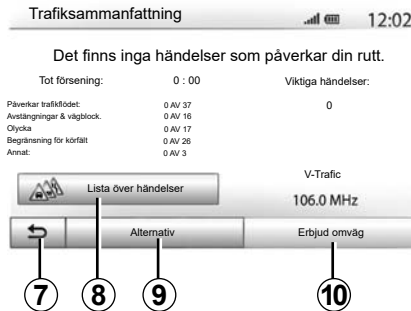 Trafiksammanfattning 12:02
Det finns inga händelser som påverkar din rutt.
Tot försening: 0 : 00 Viktiga händelser:
Påverkar trafikflödet: 0 AV 37 0
Avstängningar & vägblock. 0 AV 16
Olycka 0 AV 17
Begränsning för körfält 0 AV 26
Annat: 0 AV 3
V-Trafic
Lista över händelser 106.0 MHz
Alternativ Erbjud omväg
7 8 9 10